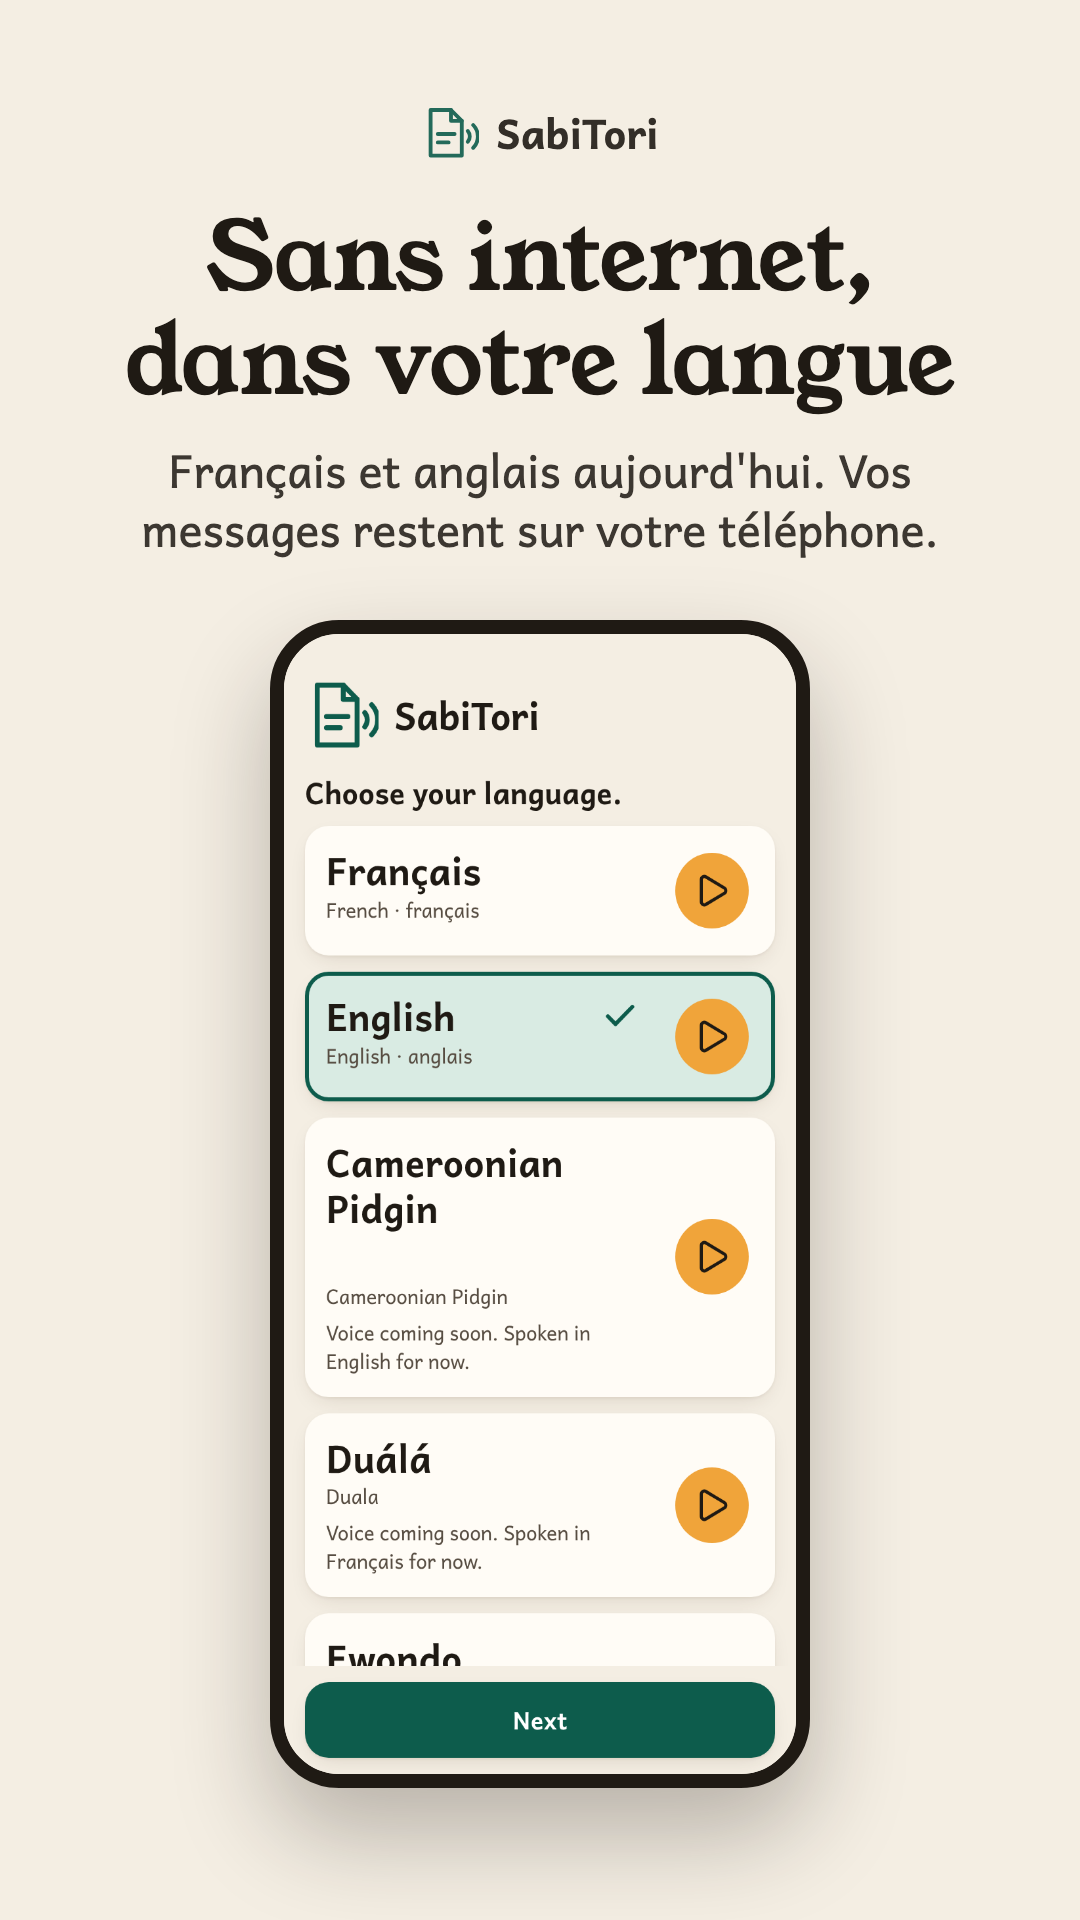 SabiTori
Sans internet,
dans votre langue
Français et anglais aujourd'hui. Vos
messages restent sur votre téléphone.
SabiTori
Choose your language.
Français
French · français
English
English · anglais
Cameroonian
Pidgin
Cameroonian Pidgin
Voice coming soon. Spoken in
English for now.
Duálá
Duala
Voice coming soon. Spoken in
Français for now.
Ewondo
Next